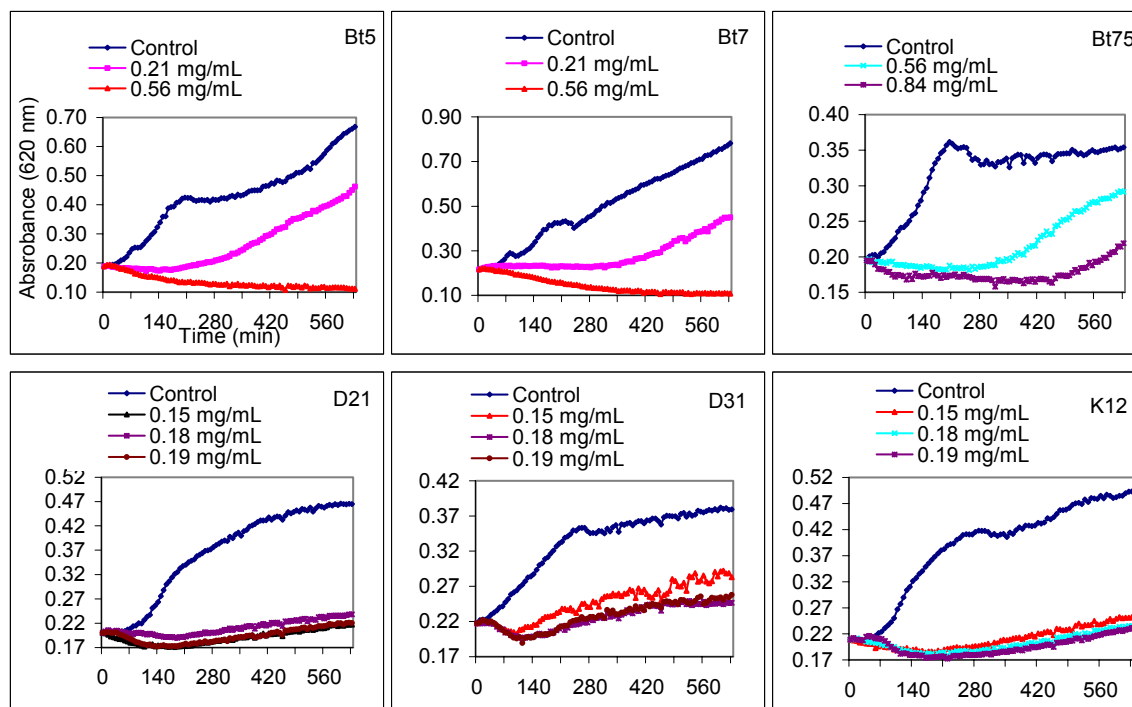 Bt5
Control
0.21 mg/mL
0.56 mg/mL
Absrobance (620 nm)
0.70
0.60
0.50
0.40
0.30
0.20
0.10
0 140 280 420 560
Time (min)
Bt7
Control
0.21 mg/mL
0.56 mg/mL
0.90
0.70
0.50
0.30
0.10
0 140 280 420 560
Bt75
Control
0.56 mg/mL
0.84 mg/mL
0.40
0.35
0.30
0.25
0.20
0.15
0 140 280 420 560
D21
Control
0.15 mg/mL
0.18 mg/mL
0.19 mg/mL
0.52
0.47
0.42
0.37
0.32
0.27
0.22
0.17
0 140 280 420 560
D31
Control
0.15 mg/mL
0.18 mg/mL
0.19 mg/mL
0.42
0.37
0.32
0.27
0.22
0.17
0 140 280 420 560
K12
Control
0.15 mg/mL
0.18 mg/mL
0.19 mg/mL
0.52
0.47
0.42
0.37
0.32
0.27
0.22
0.17
0 140 280 420 560